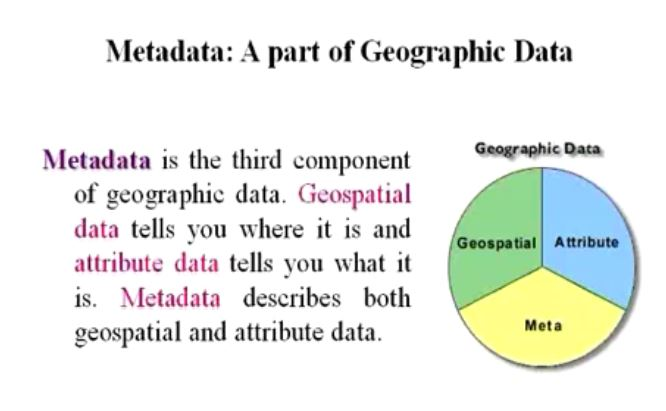 Metadata: A part of Geographic Data
Metadata is the third component
of geographic data. Geospatial
data tells you where it is and
attribute data tells you what it
is. Metadata describes both
geospatial and attribute data.
Geographic Data
Geospatial
Attribute
Meta